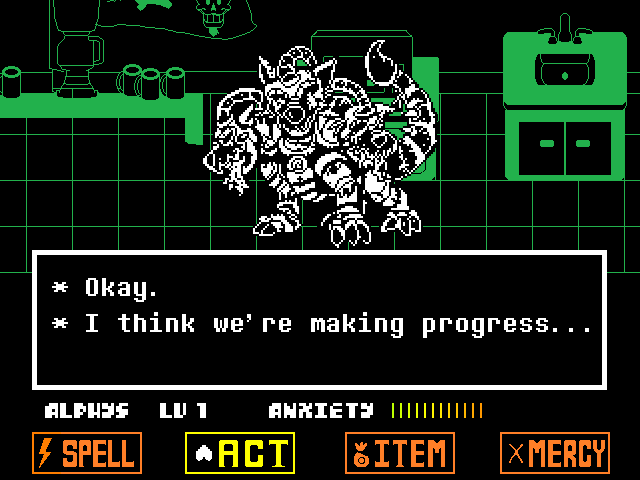 * Okay.
* I think we're making progress...
ALPHYS LV 1 ANXIETY
SPELL ACT ITEM MERCY